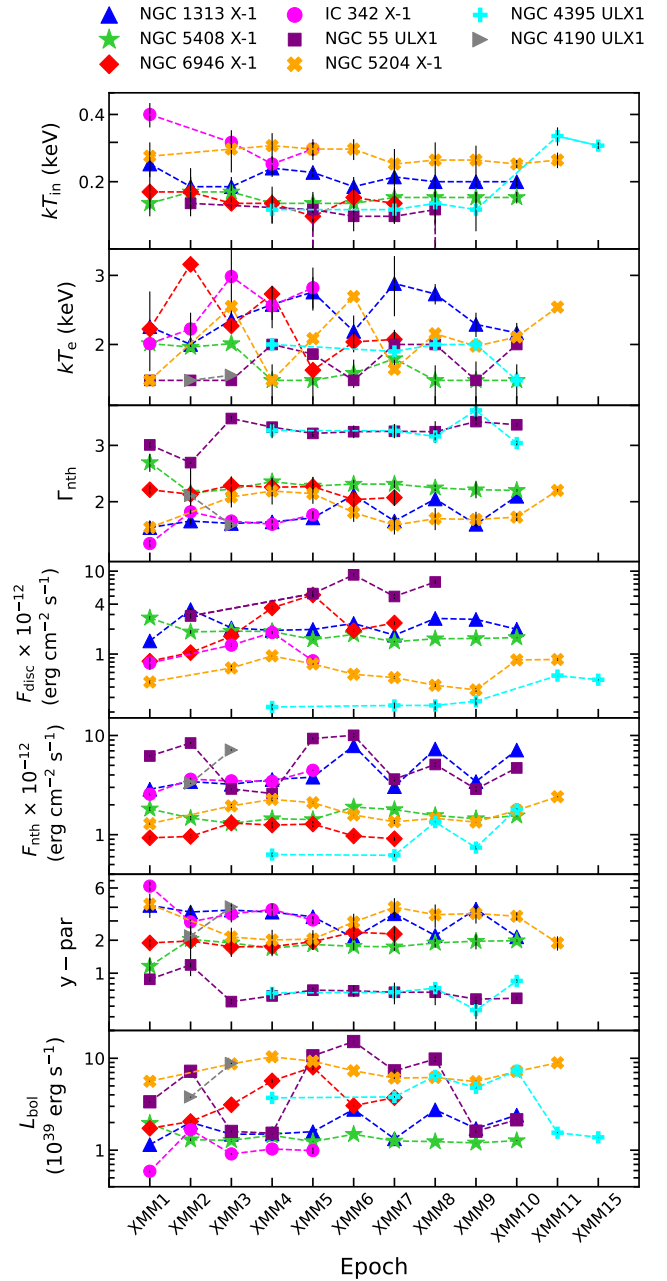 NGC 1313 X-1 IC 342 X-1 NGC 4395 ULX1
NGC 5408 X-1 NGC 55 ULX1 NGC 4190 ULX1
NGC 6946 X-1 NGC 5204 X-1
0.4
0.2
kT_in (keV)
3
2
kT_e (keV)
3
2
Γ_nth
10
4
1
F_disc × 10^−12
(erg cm^−2 s^−1)
10
1
F_nth × 10^−12
(erg cm^−2 s^−1)
6
2
1
y − par
10
1
L_bol
(10^39 erg s^−1)
XMM1 XMM2 XMM3 XMM4 XMM5 XMM6 XMM7 XMM8 XMM9 XMM10 XMM11 XMM15
Epoch